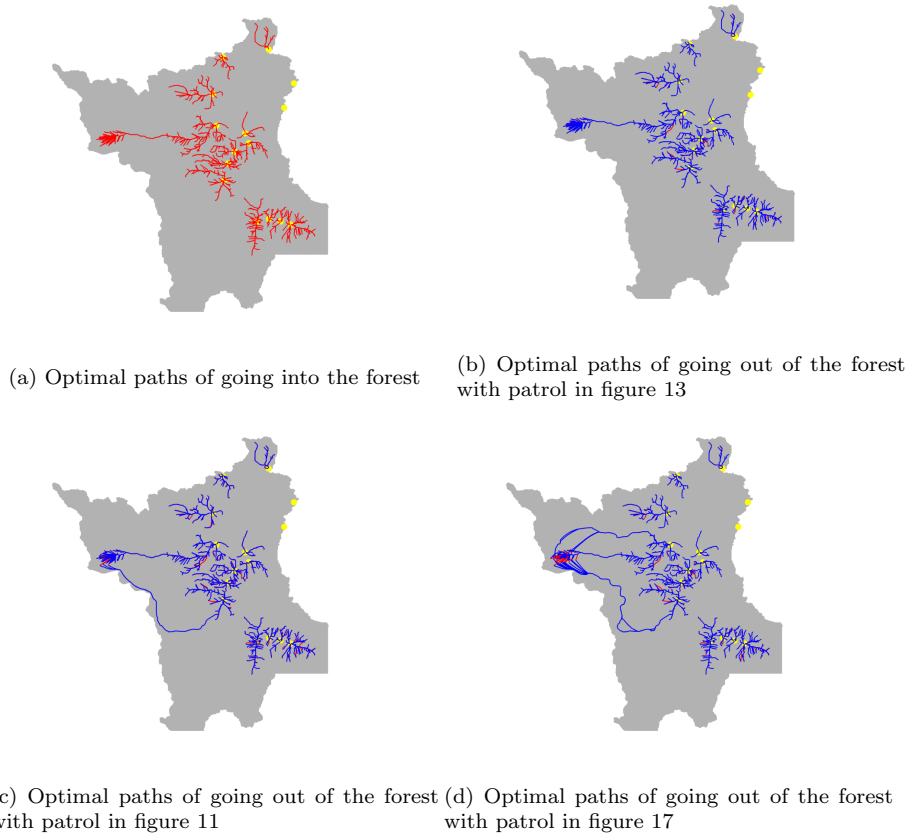 (a) Optimal paths of going into the forest
(b) Optimal paths of going out of the forest
with patrol in figure 13
c) Optimal paths of going out of the forest
with patrol in figure 11
(d) Optimal paths of going out of the forest
with patrol in figure 17